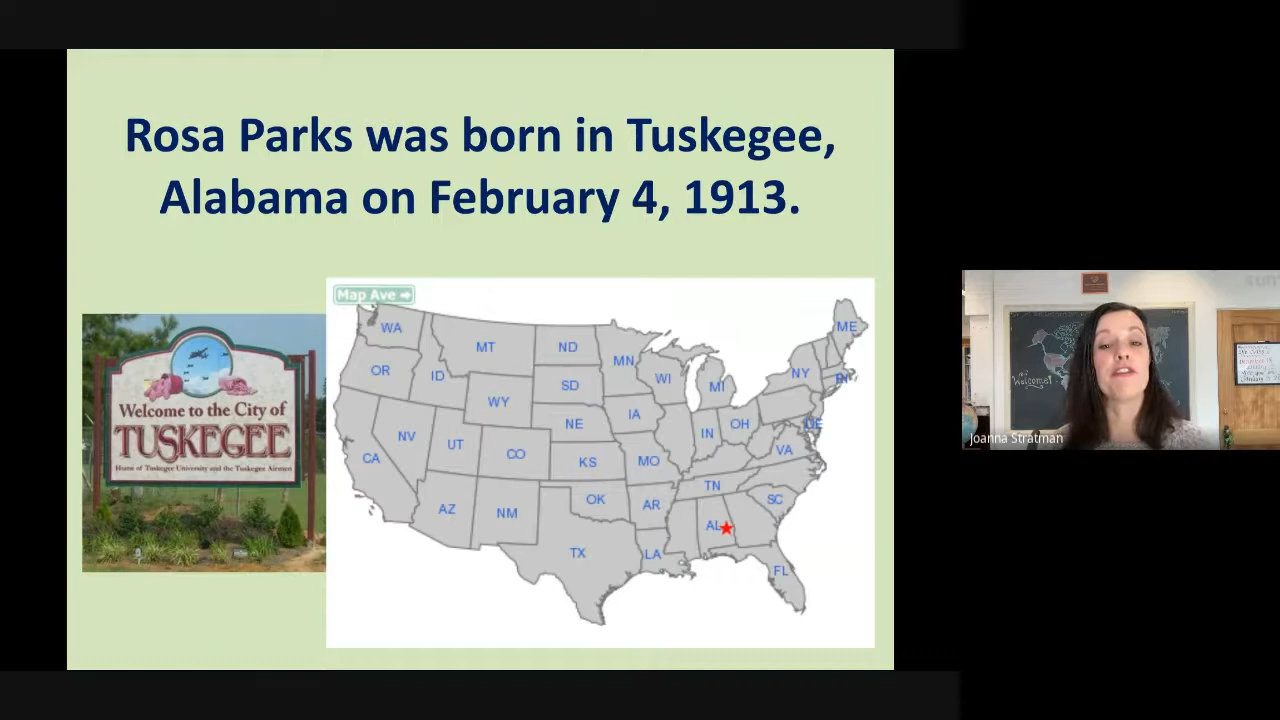 Rosa Parks was born in Tuskegee,
Alabama on February 4, 1913.
Welcome to the City of
TUSKEGEE
Home of Tuskegee University and the Tuskegee Airmen
Map Ave
WA
MT
ND
MN
ME
OR
ID
SD
WI
MI
NY
RI
WY
IA
NE
IN
OH
DE
NV
UT
CO
KS
MO
VA
CA
AZ
NM
OK
AR
TN
SC
AL
TX
LA
FL
Welcome!
Joanna Stratman